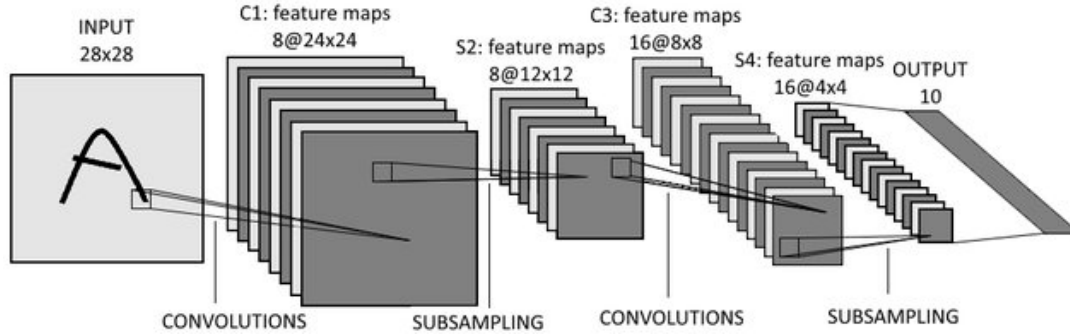 INPUT
28x28
C1: feature maps
8@24x24
S2: feature maps
8@12x12
C3: feature maps
16@8x8
S4: feature maps
16@4x4
OUTPUT
10
A
CONVOLUTIONS
SUBSAMPLING
CONVOLUTIONS
SUBSAMPLING